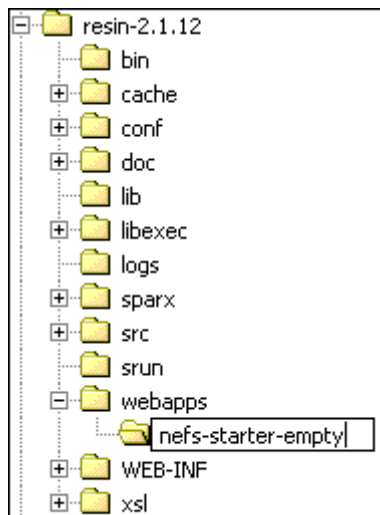 resin-2.1.12
bin
cache
conf
doc
lib
libexec
logs
sparx
src
srun
webapps
nefs-starter-empty
WEB-INF
xsl